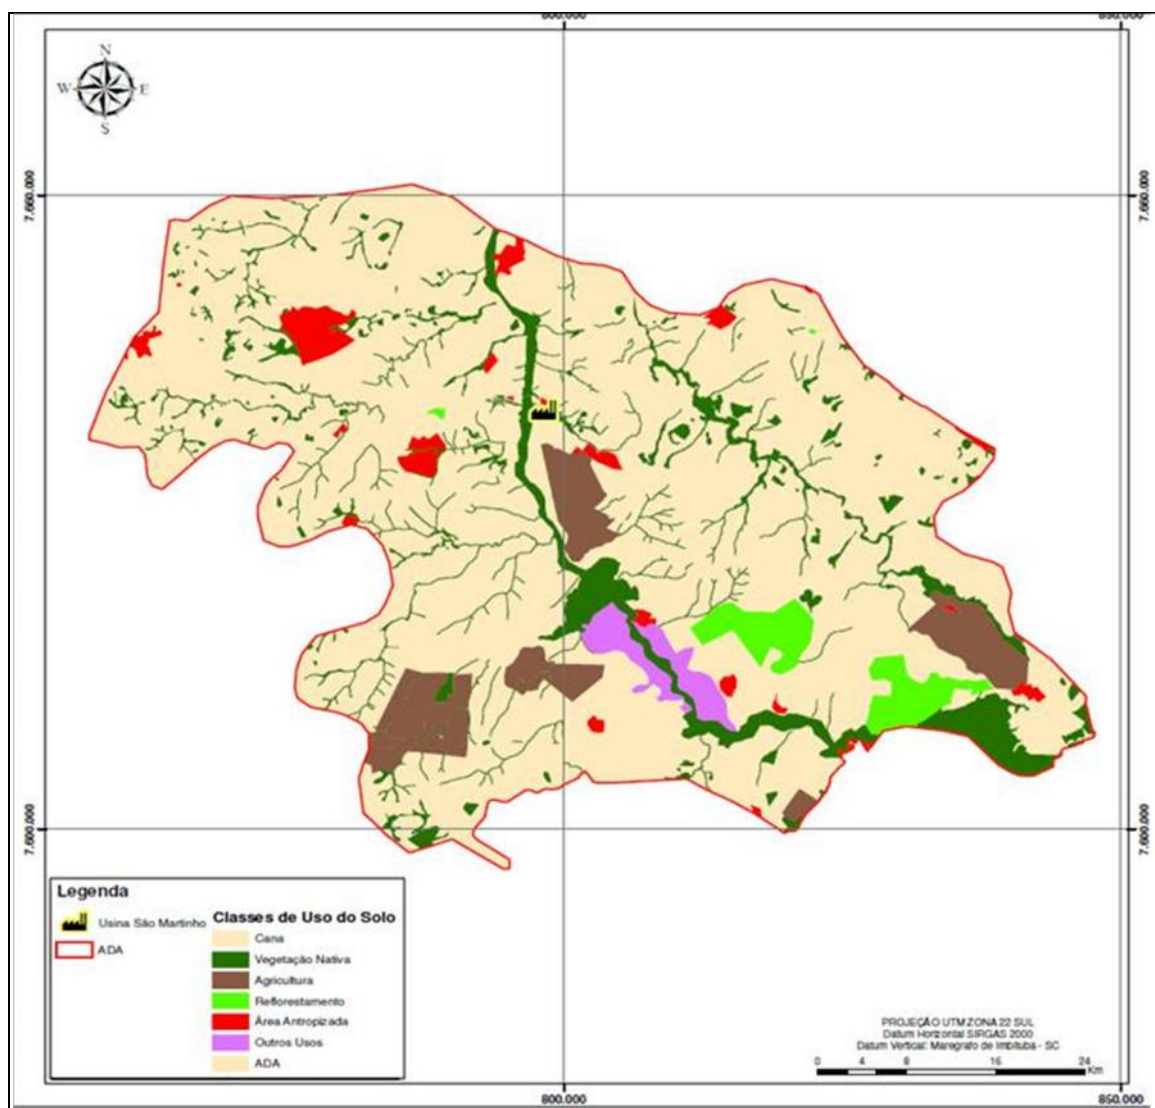 800.000 850.000
N
W E
S
7.660.000 7.660.000
7.600.000 7.600.000
Legenda
Usina São Martinho
ADA
Classes de Uso do Solo
Cana
Vegetação Nativa
Agricultura
Reflorestamento
Área Antropizada
Outros Usos
ADA
PROJEÇÃO UTM ZONA 22 SUL
Datum Horizontal SIRGAS 2000
Datum Vertical: Maregrafo de Imbituba - SC
0 4 8 16 24
Km
800.000 850.000